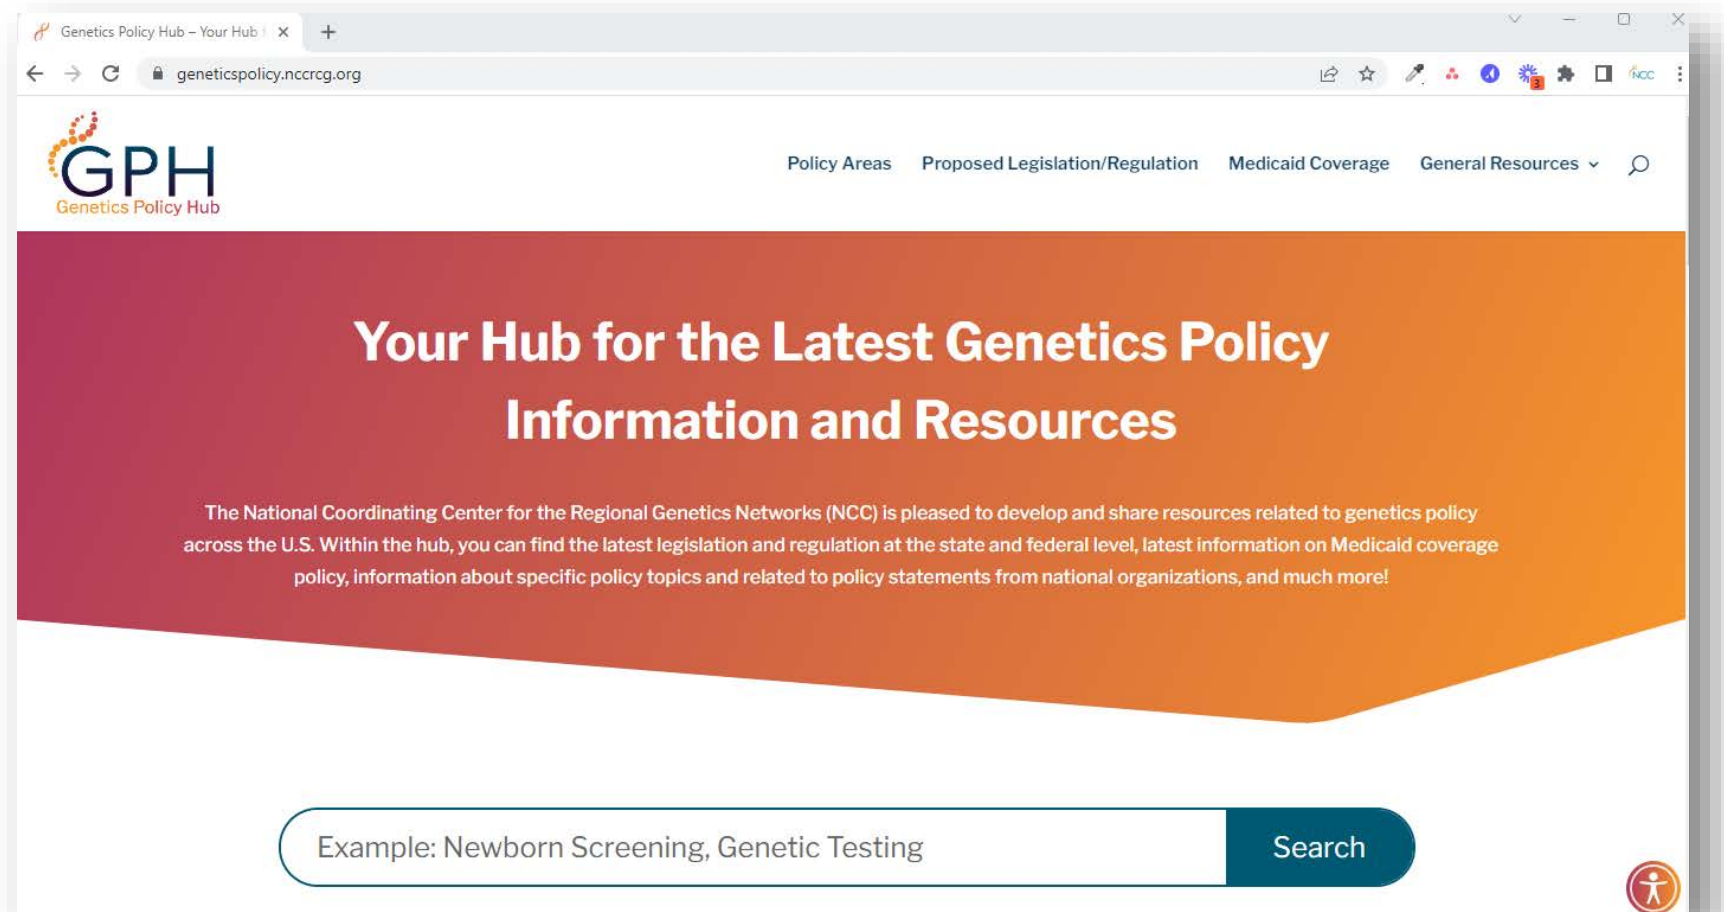 Genetics Policy Hub – Your Hub
geneticspolicy.nccrcg.org
3
NCC
GPH
Genetics Policy Hub
Policy Areas Proposed Legislation/Regulation Medicaid Coverage General Resources
Your Hub for the Latest Genetics Policy
Information and Resources
The National Coordinating Center for the Regional Genetics Networks (NCC) is pleased to develop and share resources related to genetics policy
across the U.S. Within the hub, you can find the latest legislation and regulation at the state and federal level, latest information on Medicaid coverage
policy, information about specific policy topics and related to policy statements from national organizations, and much more!
Example: Newborn Screening, Genetic Testing
Search